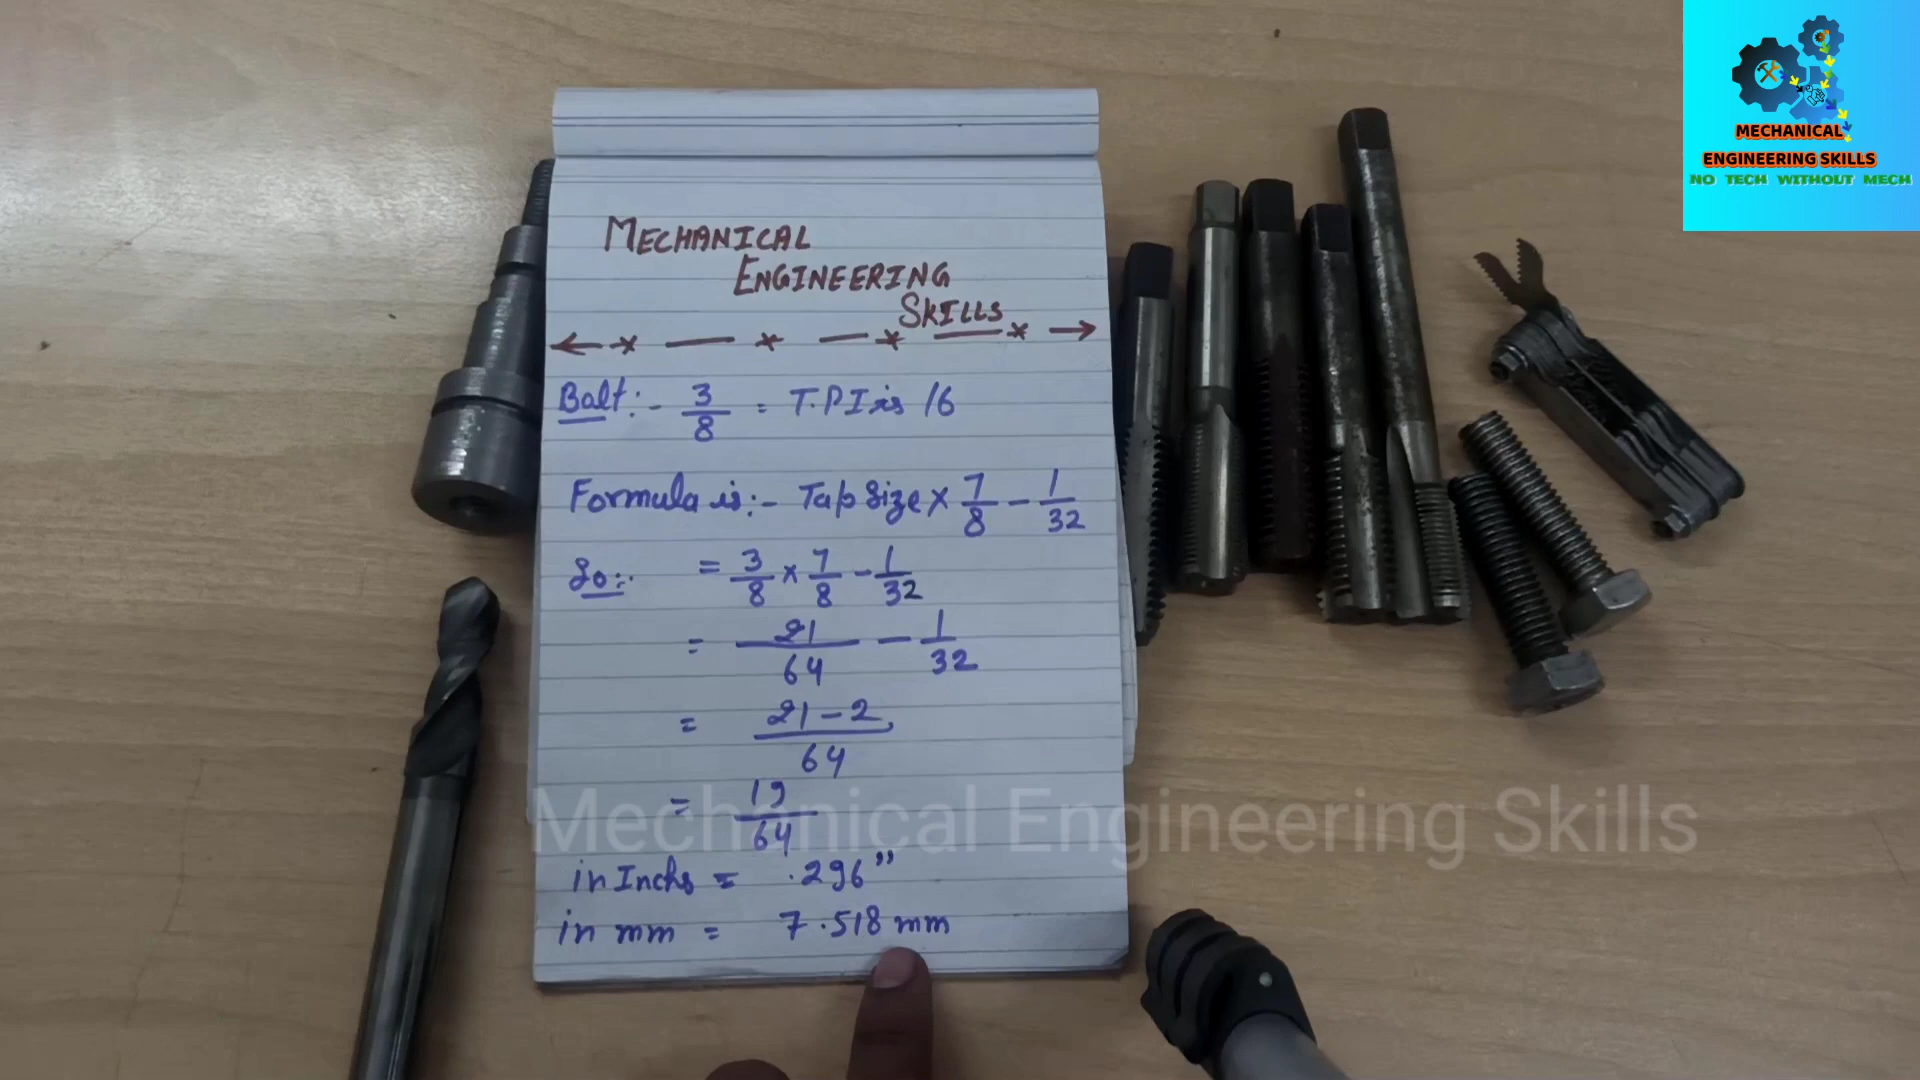 MECHANICAL
ENGINEERING SKILLS
NO TECH WITHOUT MECH
MECHANICAL
ENGINEERING
SKILLS
Bolt:- 3/8 = T.P.I is 16
Formula is:- Tap Size × 7/8 - 1/32
So:- = 3/8 × 7/8 - 1/32
= 21/64 - 1/32
= 21-2/64
= 19/64
in Inchs = .296"
in mm = 7.518 mm
Mechanical Engineering Skills